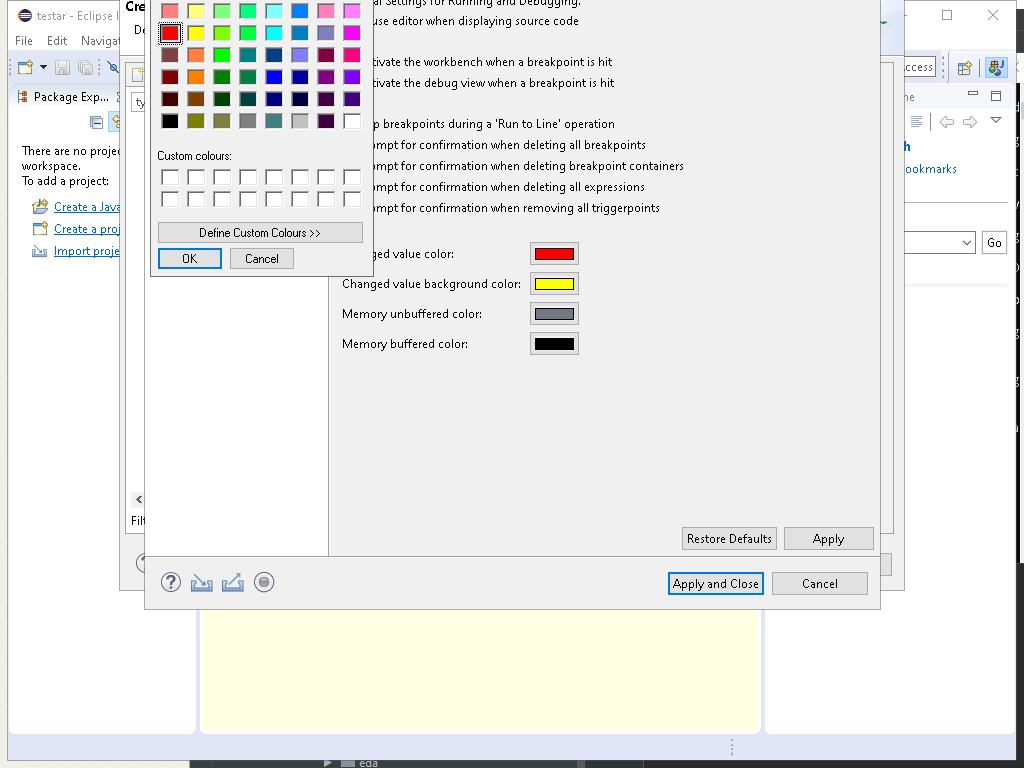 al Settings for Running and Debugging.
testar - Eclipse I
Cre
File Edit Navigat
De
use editor when displaying source code
tivate the workbench when a breakpoint is hit
ccess
tivate the debug view when a breakpoint is hit
Package Exp...
ty
ne
p breakpoints during a 'Run to Line' operation
There are no projec
workspace.
To add a project:
mpt for confirmation when deleting all breakpoints
Custom colours:
mpt for confirmation when deleting breakpoint containers
ookmarks
mpt for confirmation when deleting all expressions
Create a Java
mpt for confirmation when removing all triggerpoints
Create a proj
Define Custom Colours >>
Import proje
OK Cancel
ged value color:
Go
Changed value background color:
Memory unbuffered color:
Memory buffered color:
Filt
Restore Defaults Apply
Apply and Close Cancel
eda